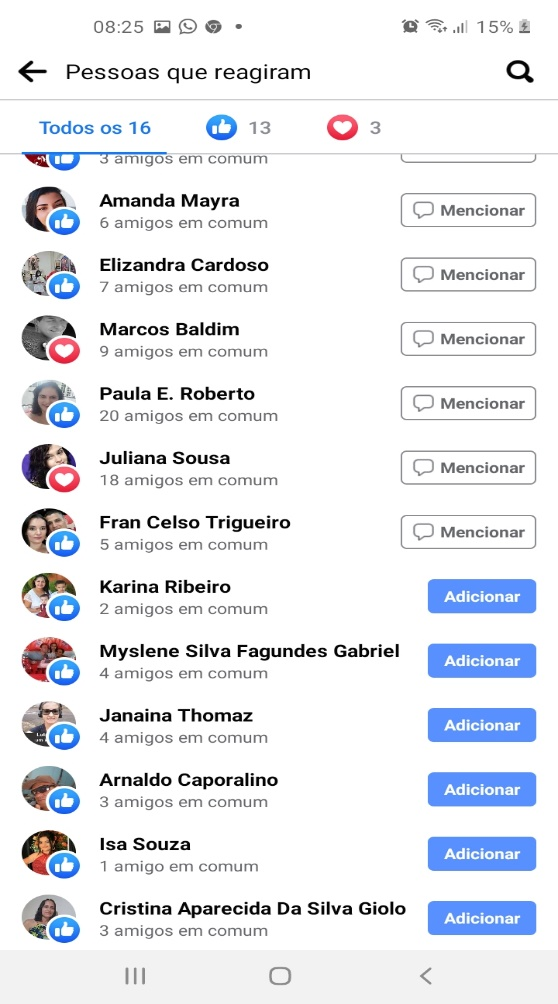 08:25
15%
Pessoas que reagiram
Todos os 16 13 3
3 amigos em comum
Amanda Mayra
6 amigos em comum
Mencionar
Elizandra Cardoso
7 amigos em comum
Mencionar
Marcos Baldim
9 amigos em comum
Mencionar
Paula E. Roberto
20 amigos em comum
Mencionar
Juliana Sousa
18 amigos em comum
Mencionar
Fran Celso Trigueiro
5 amigos em comum
Mencionar
Karina Ribeiro
2 amigos em comum
Adicionar
Myslene Silva Fagundes Gabriel
4 amigos em comum
Adicionar
Janaina Thomaz
4 amigos em comum
Adicionar
Arnaldo Caporalino
3 amigos em comum
Adicionar
Isa Souza
1 amigo em comum
Adicionar
Cristina Aparecida Da Silva Giolo
3 amigos em comum
Adicionar